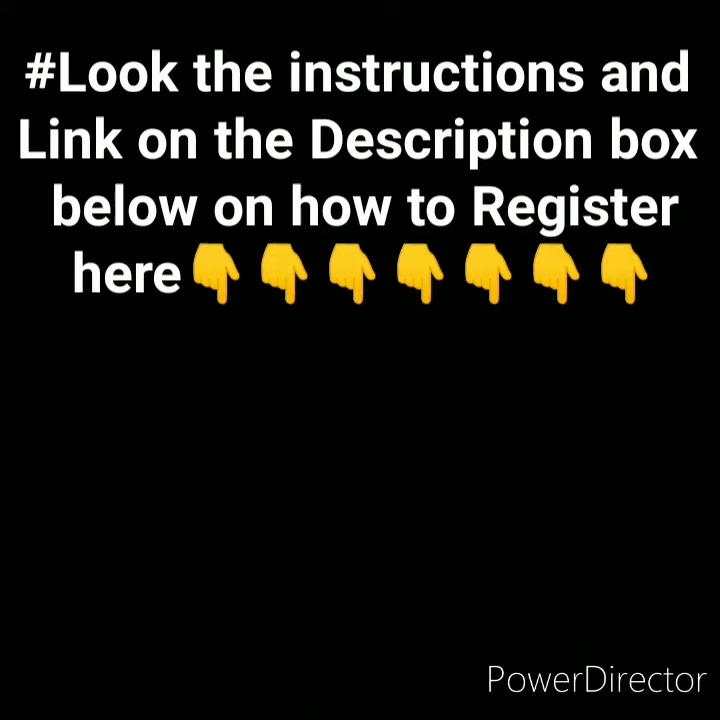 #Look the instructions and
Link on the Description box
below on how to Register
here👇👇👇👇👇👇👇
PowerDirector